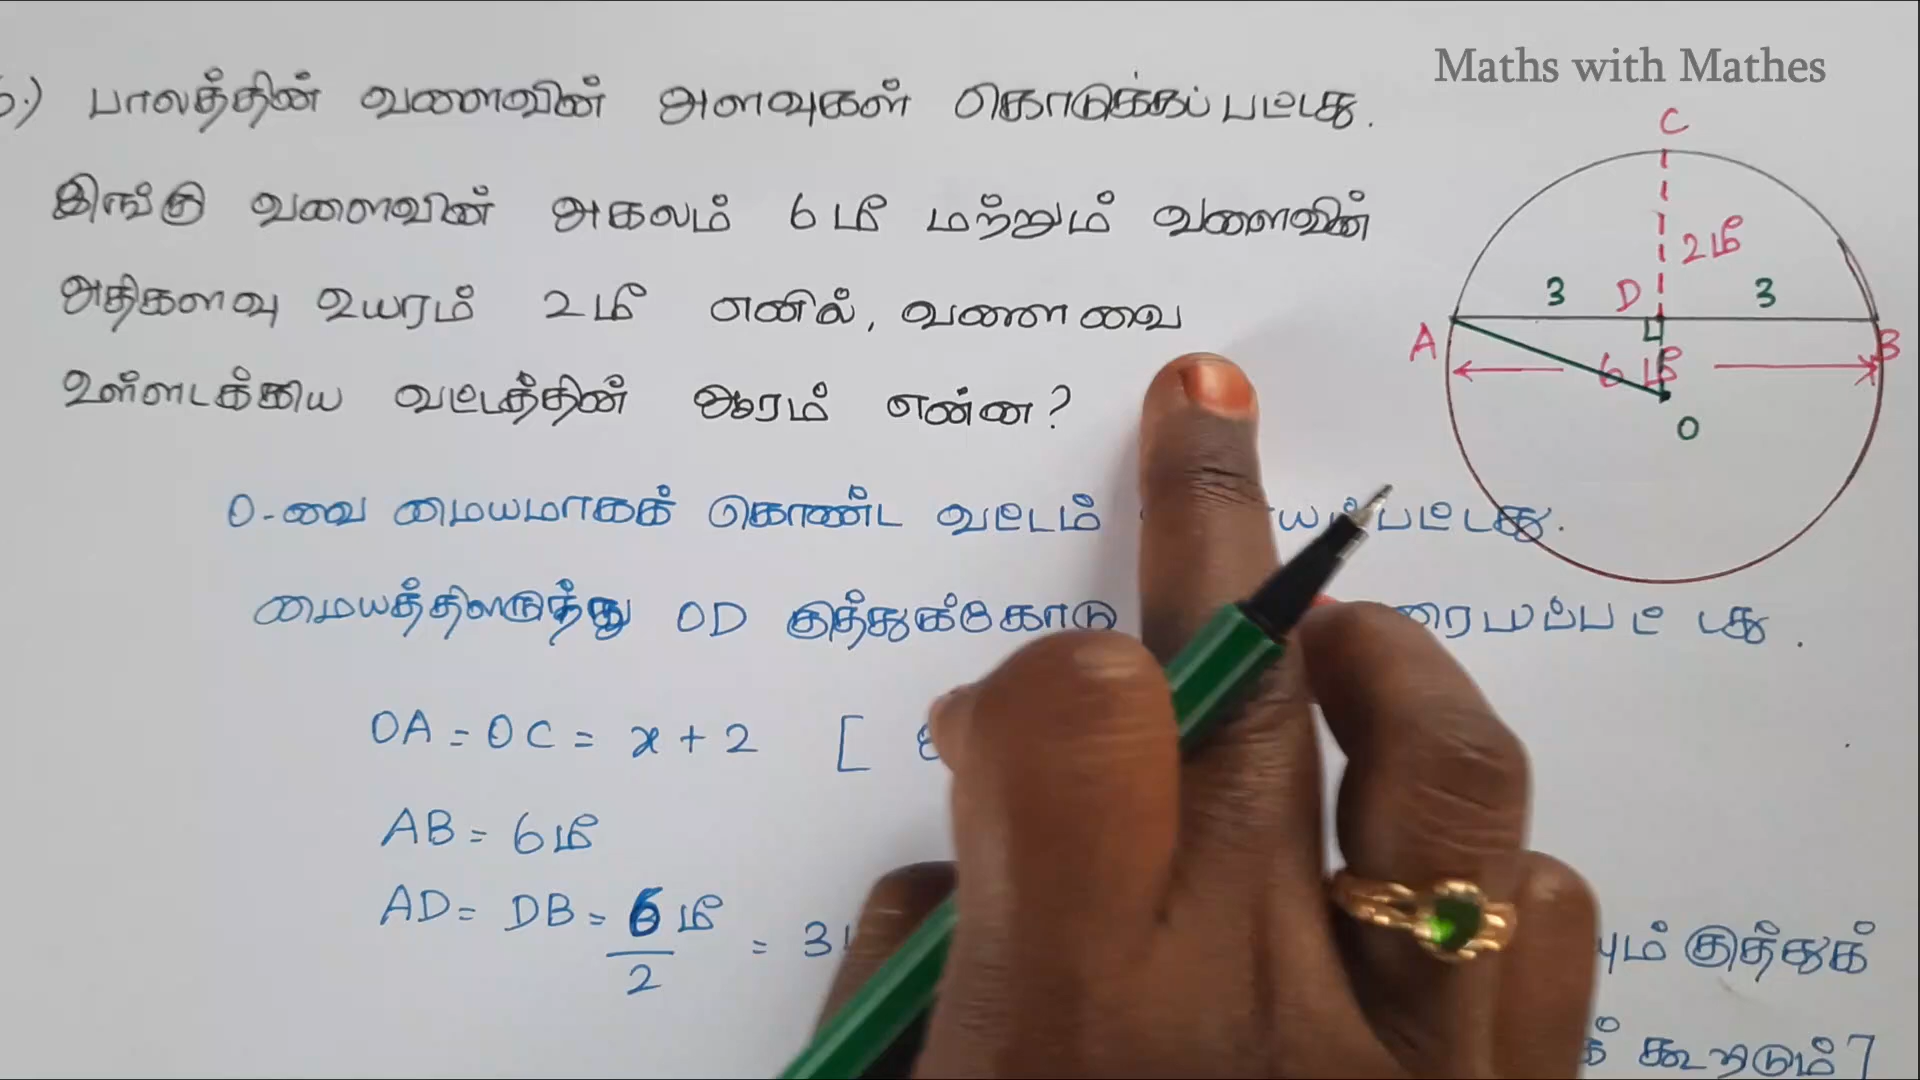 Maths with Mathes
பாலத்தின் வளைவின் அளவுகள் கொடுக்கப்பட்டது.
இங்கு வளைவின் அகலம் 6 மீ மற்றும் வளைவின்
அதிகளவு உயரம் 2 மீ எனில், வளைவை
உள்ளடக்கிய வட்டத்தின் ஆரம் என்ன?
C
2 மீ
3 D 3
A B
6 மீ
O
O-வை மையமாகக் கொண்ட வட்டம்
மையத்திலிருந்து OD குத்துக்கோடு
OA = OC = x + 2 [
AB = 6 மீ
AD = DB = 6 மீ
2
= 3
குத்துக்
கூறிடும்]